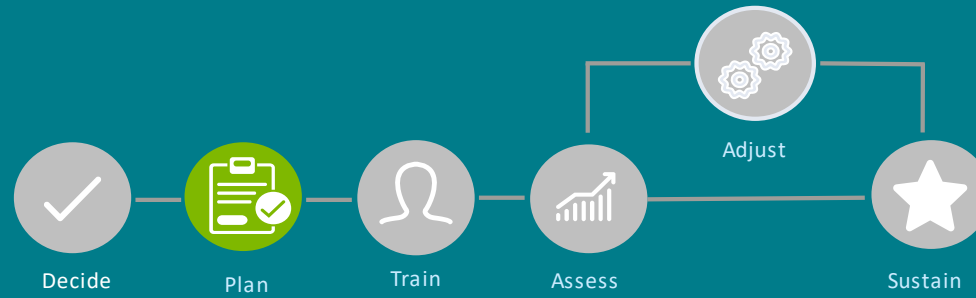 Adjust
Decide
Plan
Train
Assess
Sustain